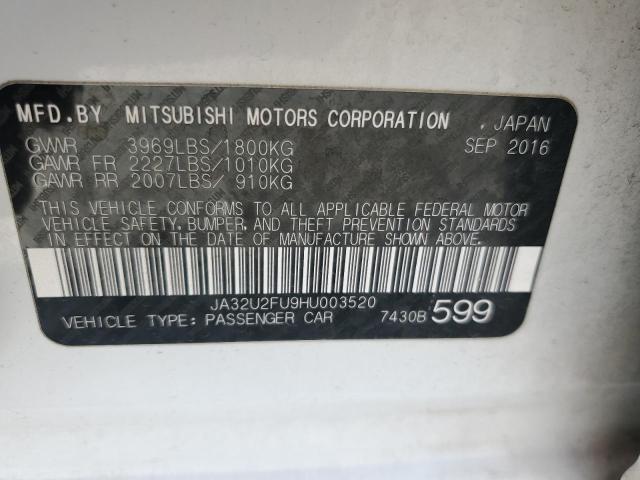 MFD.BY MITSUBISHI MOTORS CORPORATION , JAPAN
GVWR 3969LBS/1800KG SEP 2016
GAWR FR 2227LBS/1010KG
GAWR RR 2007LBS/ 910KG
THIS VEHICLE CONFORMS TO ALL APPLICABLE FEDERAL MOTOR
VEHICLE SAFETY, BUMPER, AND THEFT PREVENTION STANDARDS
IN EFFECT ON THE DATE OF MANUFACTURE SHOWN ABOVE.
JA32U2FU9HU003520
VEHICLE TYPE: PASSENGER CAR 7430B 599